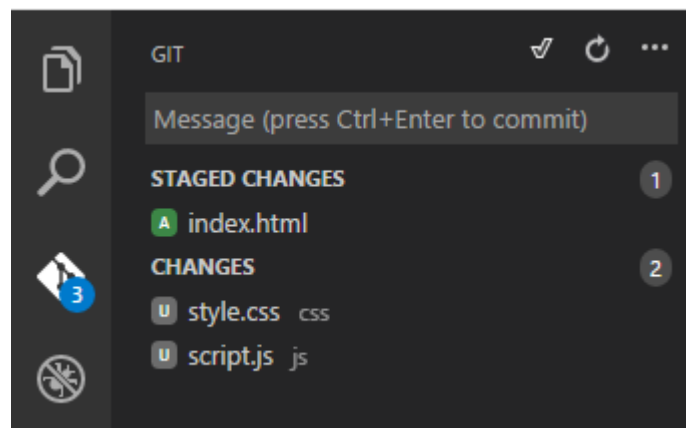 GIT
Message (press Ctrl+Enter to commit)
STAGED CHANGES 1
A index.html
CHANGES 2
3
U style.css css
U script.js js